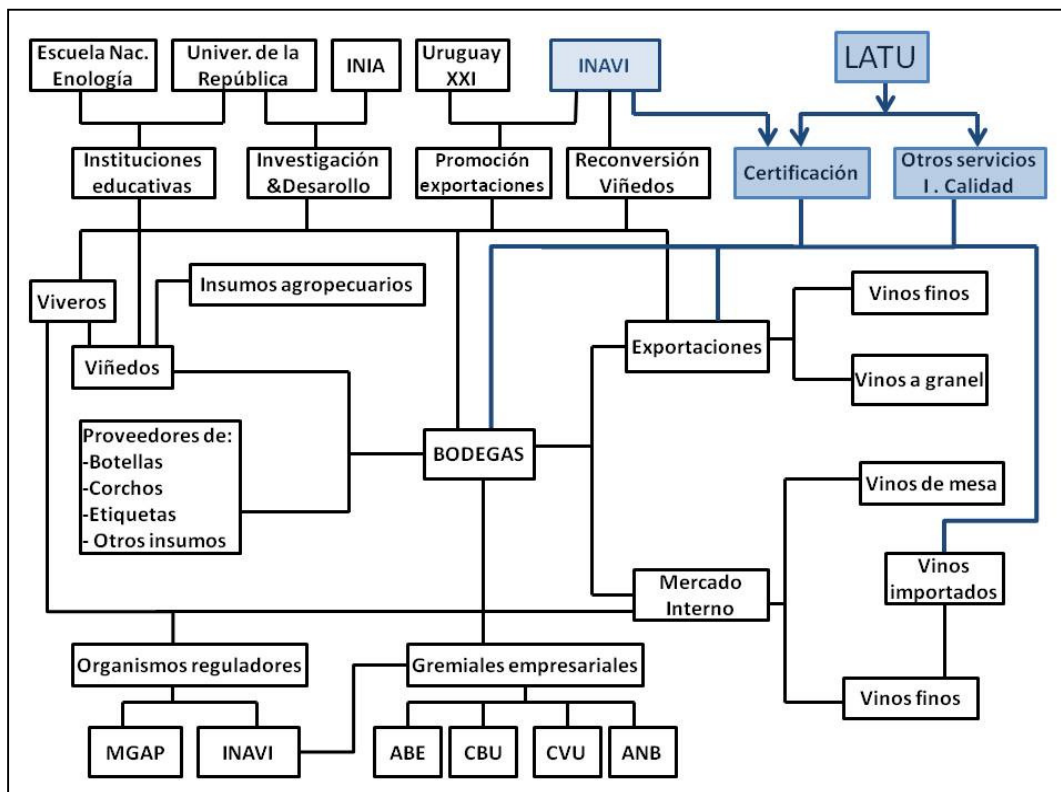 Escuela Nac.
Enología
Univer. de la
República
INIA
Uruguay
XXI
INAVI
LATU
Instituciones
educativas
Investigación
&Desarollo
Promoción
exportaciones
Reconversión
Viñedos
Certificación
Otros servicios
I . Calidad
Viveros
Insumos agropecuarios
Vinos finos
Viñedos
Exportaciones
Vinos a granel
Proveedores de:
-Botellas
-Corchos
-Etiquetas
- Otros insumos
BODEGAS
Vinos de mesa
Mercado
Interno
Vinos
importados
Organismos reguladores
Gremiales empresariales
Vinos finos
MGAP
INAVI
ABE
CBU
CVU
ANB